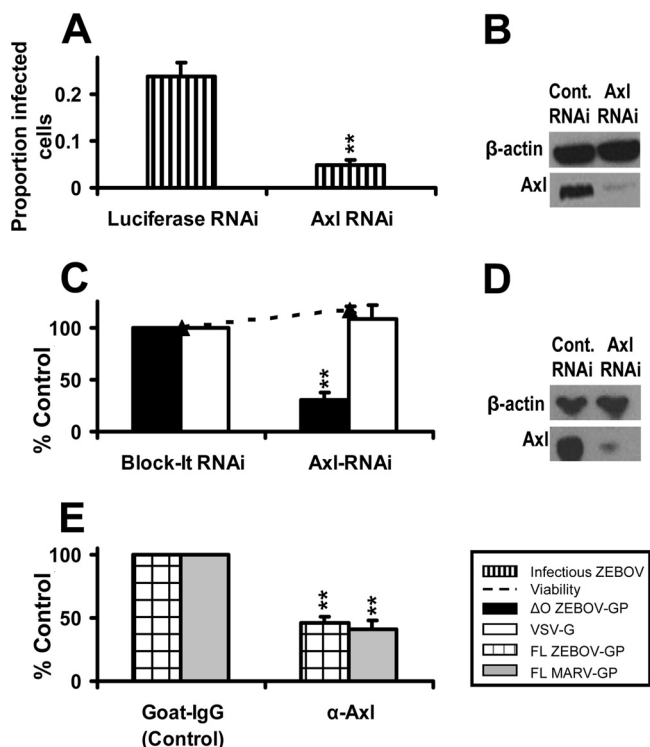 A
Proportion infected
cells
0.2
0.1
0
**
Luciferase RNAi
Axl RNAi
B
Cont. Axl
RNAi RNAi
β-actin
Axl
C
% Control
100
50
0
**
Block-It RNAi
Axl-RNAi
D
Cont. Axl
RNAi RNAi
β-actin
Axl
E
% Control
100
50
0
**
**
Goat-IgG
(Control)
α-Axl
Infectious ZEBOV
Viability
ΔO ZEBOV-GP
VSV-G
FL ZEBOV-GP
FL MARV-GP